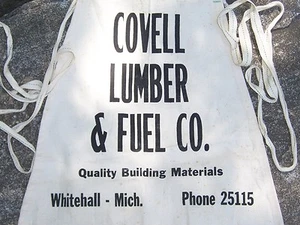 COVELL
LUMBER
& FUEL CO.
Quality Building Materials
Whitehall - Mich. Phone 25115